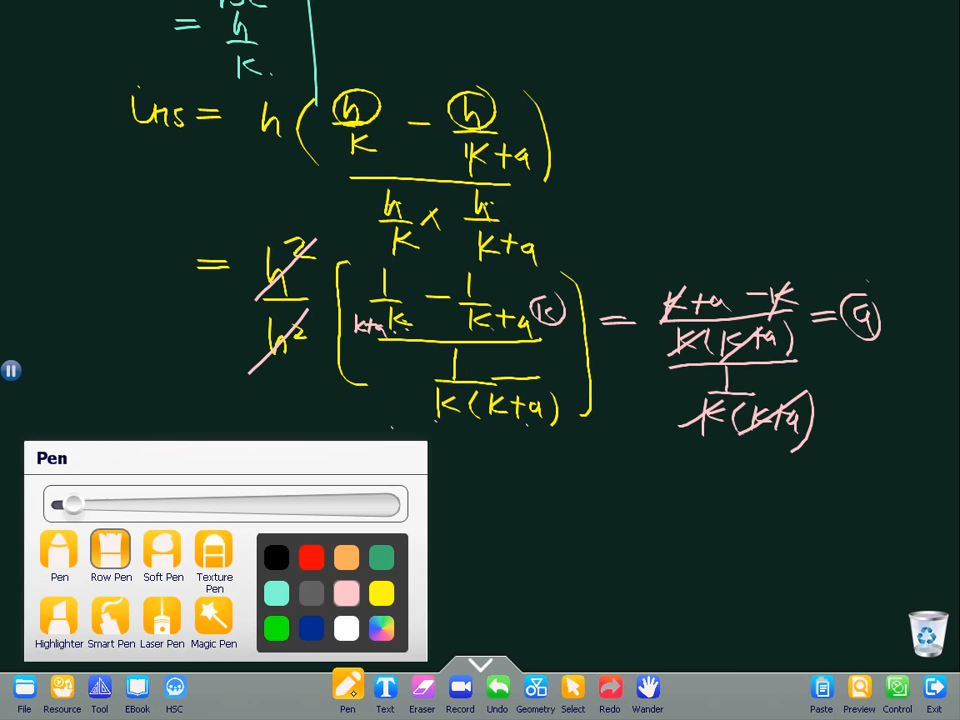 = h/k
Lhs = h ( h/k - h/k+a ) / ( h/k × h/k+a )
= h²/h² [ ( 1/k - 1/k+a ) / ( 1/k(k+a) ) ] = ( k+a -k / k(k+a) ) / ( 1/k(k+a) ) = a
k+a k
Pen
Pen Row Pen Soft Pen Texture Pen
Highlighter Smart Pen Laser Pen Magic Pen
File Resource Tool EBook HSC Pen Text Eraser Record Undo Geometry Select Redo Wander Paste Preview Control Exit